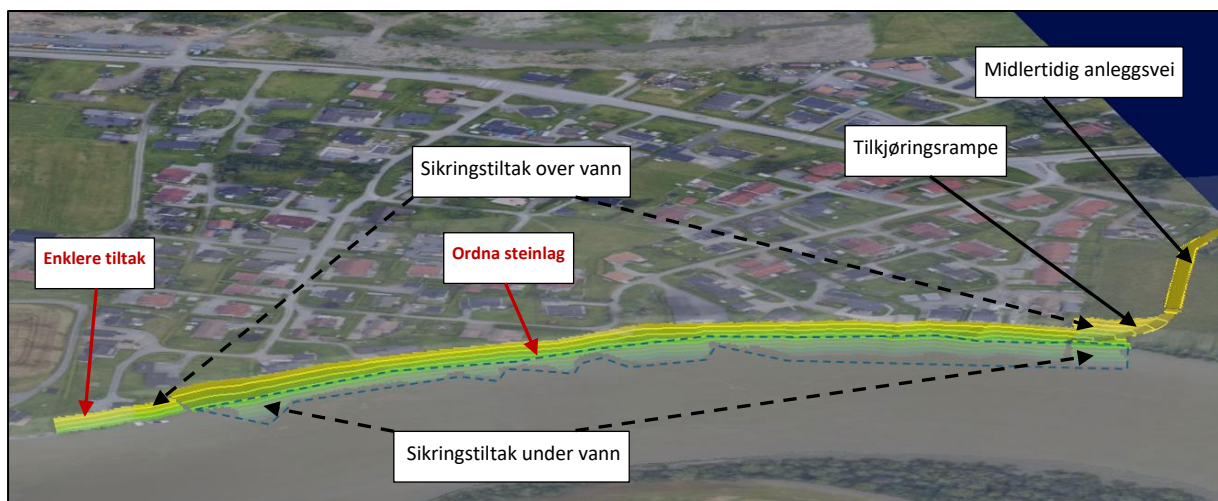 Midlertidig anleggsvei
Tilkjøringsrampe
Sikringstiltak over vann
Enklere tiltak
Ordna steinlag
Sikringstiltak under vann